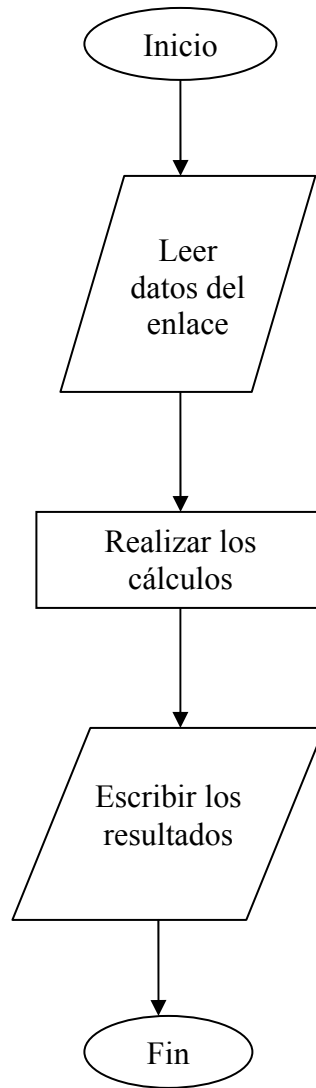 Inicio
Leer
datos del
enlace
Realizar los
cálculos
Escribir los
resultados
Fin